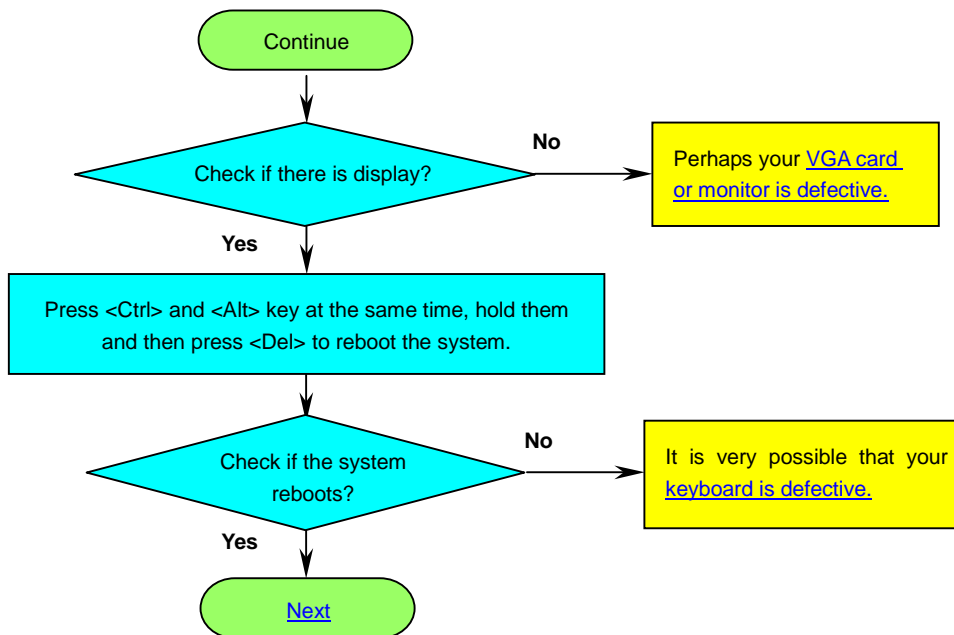 Continue
Check if there is display?
No
Perhaps your VGA card
or monitor is defective.
Yes
Press <Ctrl> and <Alt> key at the same time, hold them
and then press <Del> to reboot the system.
Check if the system
reboots?
No
It is very possible that your
keyboard is defective.
Yes
Next